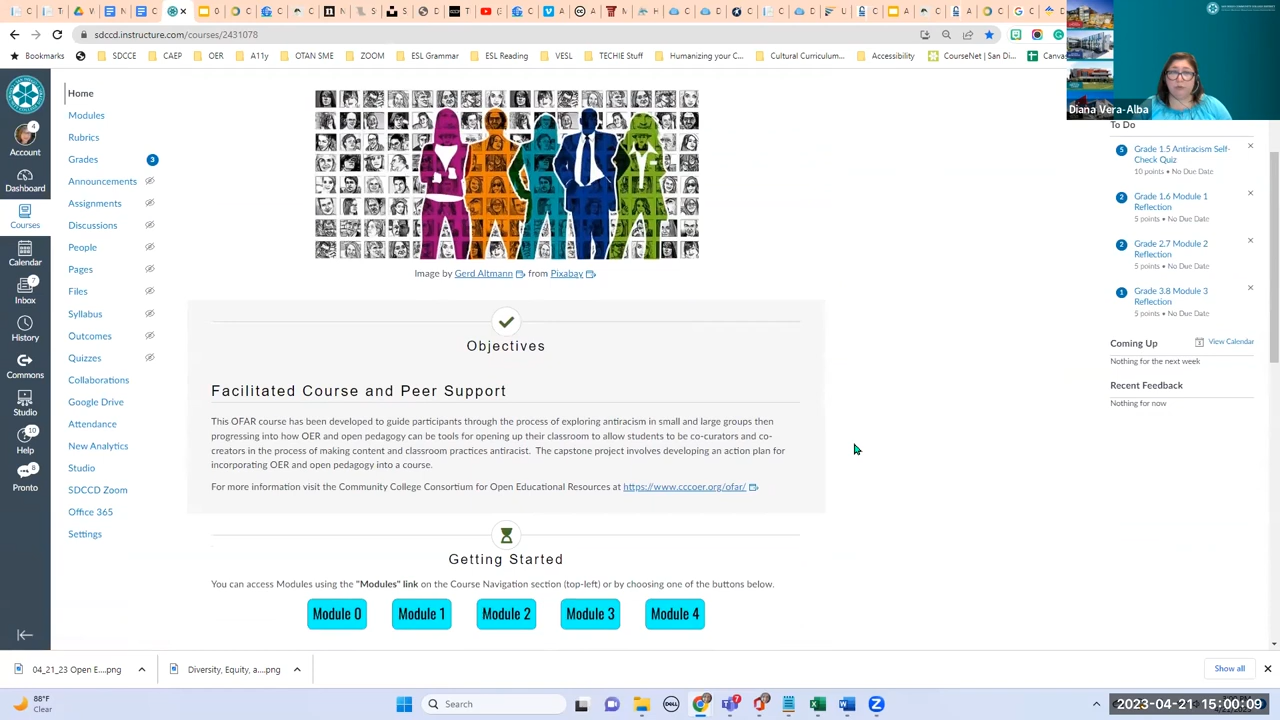 sdccd.instructure.com/courses/2431078
Bookmarks
SDCCE
CAEP
OER
A11y
OTAN SME
ESL Grammar
ESL Reading
VESL
TECHIE Stuff
Humanizing your C...
Cultural Curriculum...
Accessibility
CourseNet (San Di...
Diana Vera-Alba
Home
Modules
Rubrics
Grades 3
Announcements
Assignments
Discussions
People
Pages
Files
Syllabus
Outcomes
Quizzes
Collaborations
Google Drive
Attendance
New Analytics
Studio
SDCCD Zoom
Office 365
Settings
4
Account
Dashboard
Courses
Calendar
7
Inbox
History
Commons
Studio
10
Help
8
Pronto
Image by Gerd Altmann from Pixabay
Objectives
Facilitated Course and Peer Support
This OFAR course has been developed to guide participants through the process of exploring antiracism in small and large groups then
progressing into how OER and open pedagogy can be tools for opening up their classroom to allow students to be co-curators and co-
creators in the process of making content and classroom practices antiracist. The capstone project involves developing an action plan for
incorporating OER and open pedagogy into a course.
For more information visit the Community College Consortium for Open Educational Resources at https://www.cccoer.org/ofar/
Getting Started
You can access Modules using the "Modules" link on the Course Navigation section (top-left) or by choosing one of the buttons below.
Module 0 Module 1 Module 2 Module 3 Module 4
To Do
5 Grade 1.5 Antiracism Self-
Check Quiz
10 points • No Due Date
2 Grade 1.6 Module 1
Reflection
5 points • No Due Date
2 Grade 2.7 Module 2
Reflection
5 points • No Due Date
1 Grade 3.8 Module 3
Reflection
5 points • No Due Date
Coming Up View Calendar
Nothing for the next week
Recent Feedback
Nothing for now
04_21_23 Open E....png
Diversity, Equity, a....png
Show all
88°F
Clear
Search
2023-04-21 15:00:09